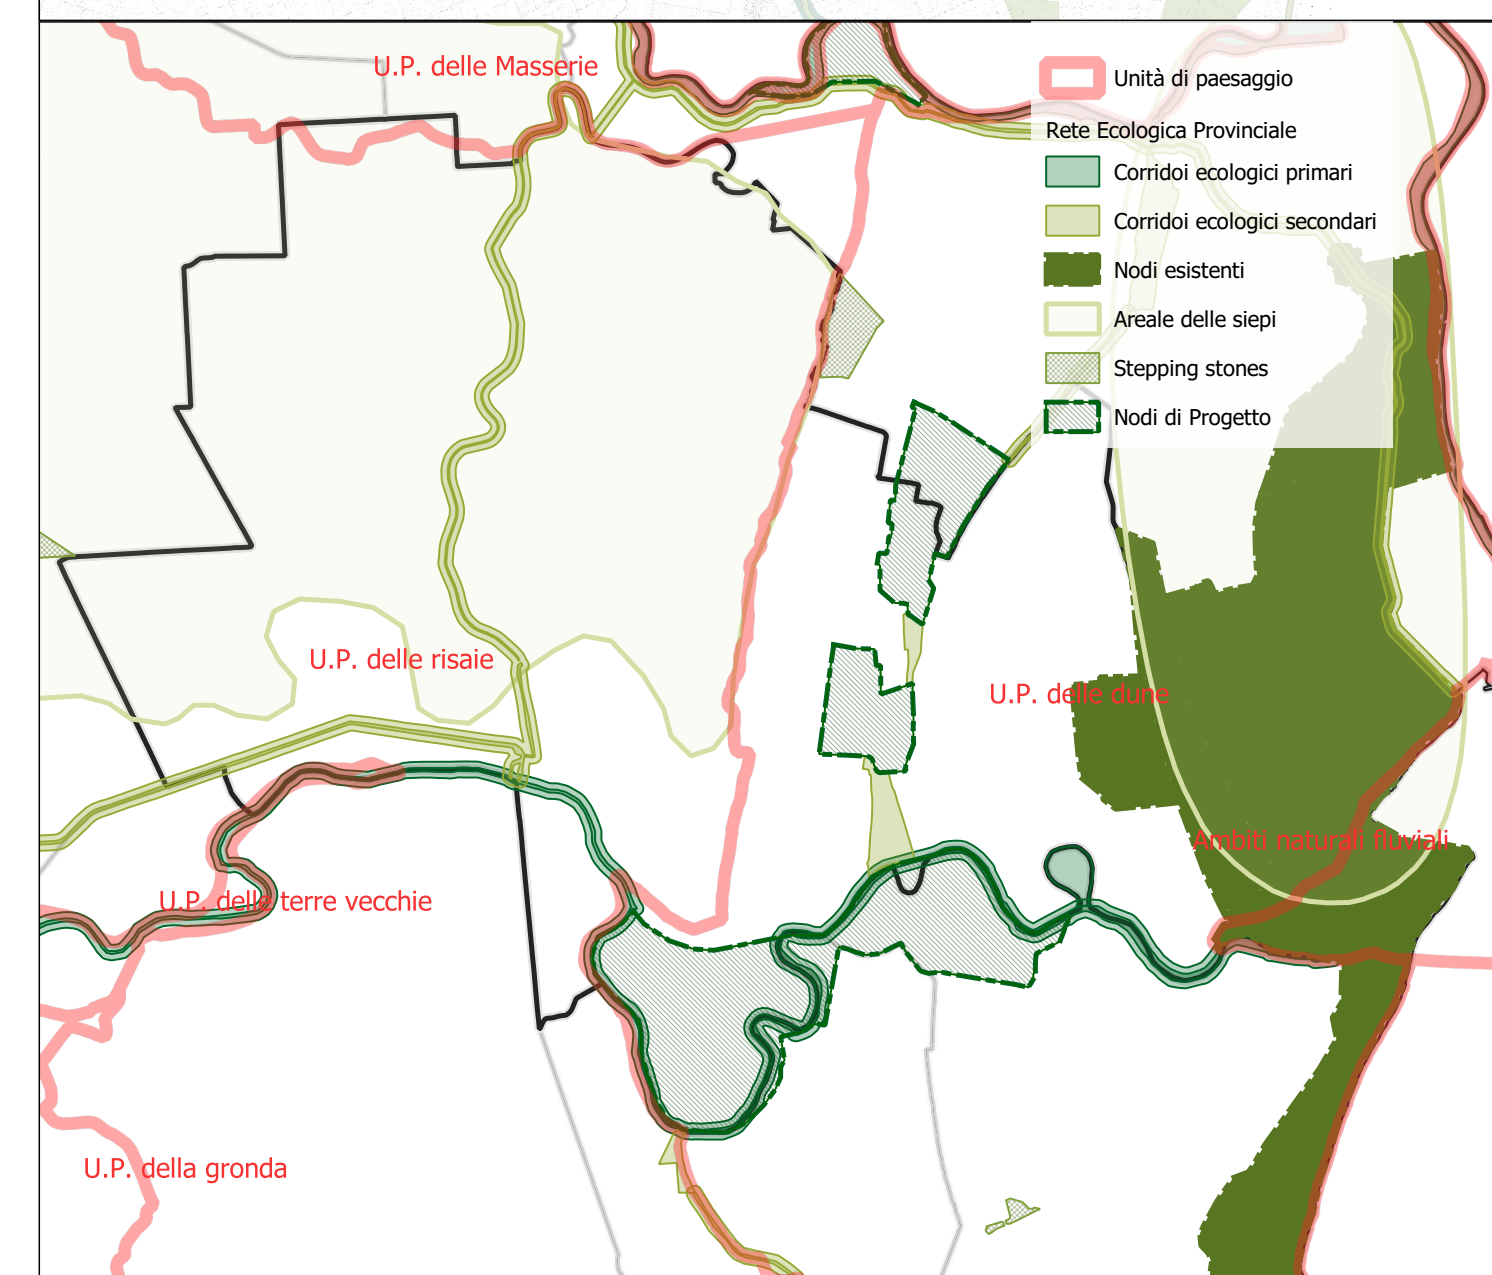 U.P. delle Masserie
Unità di paesaggio
Rete Ecologica Provinciale
Corridoi ecologici primari
Corridoi ecologici secondari
Nodi esistenti
Areale delle siepi
Stepping stones
Nodi di Progetto
U.P. delle risaie
U.P. delle dune
Ambiti naturali fluviali
U.P. delle terre vecchie
U.P. della gronda